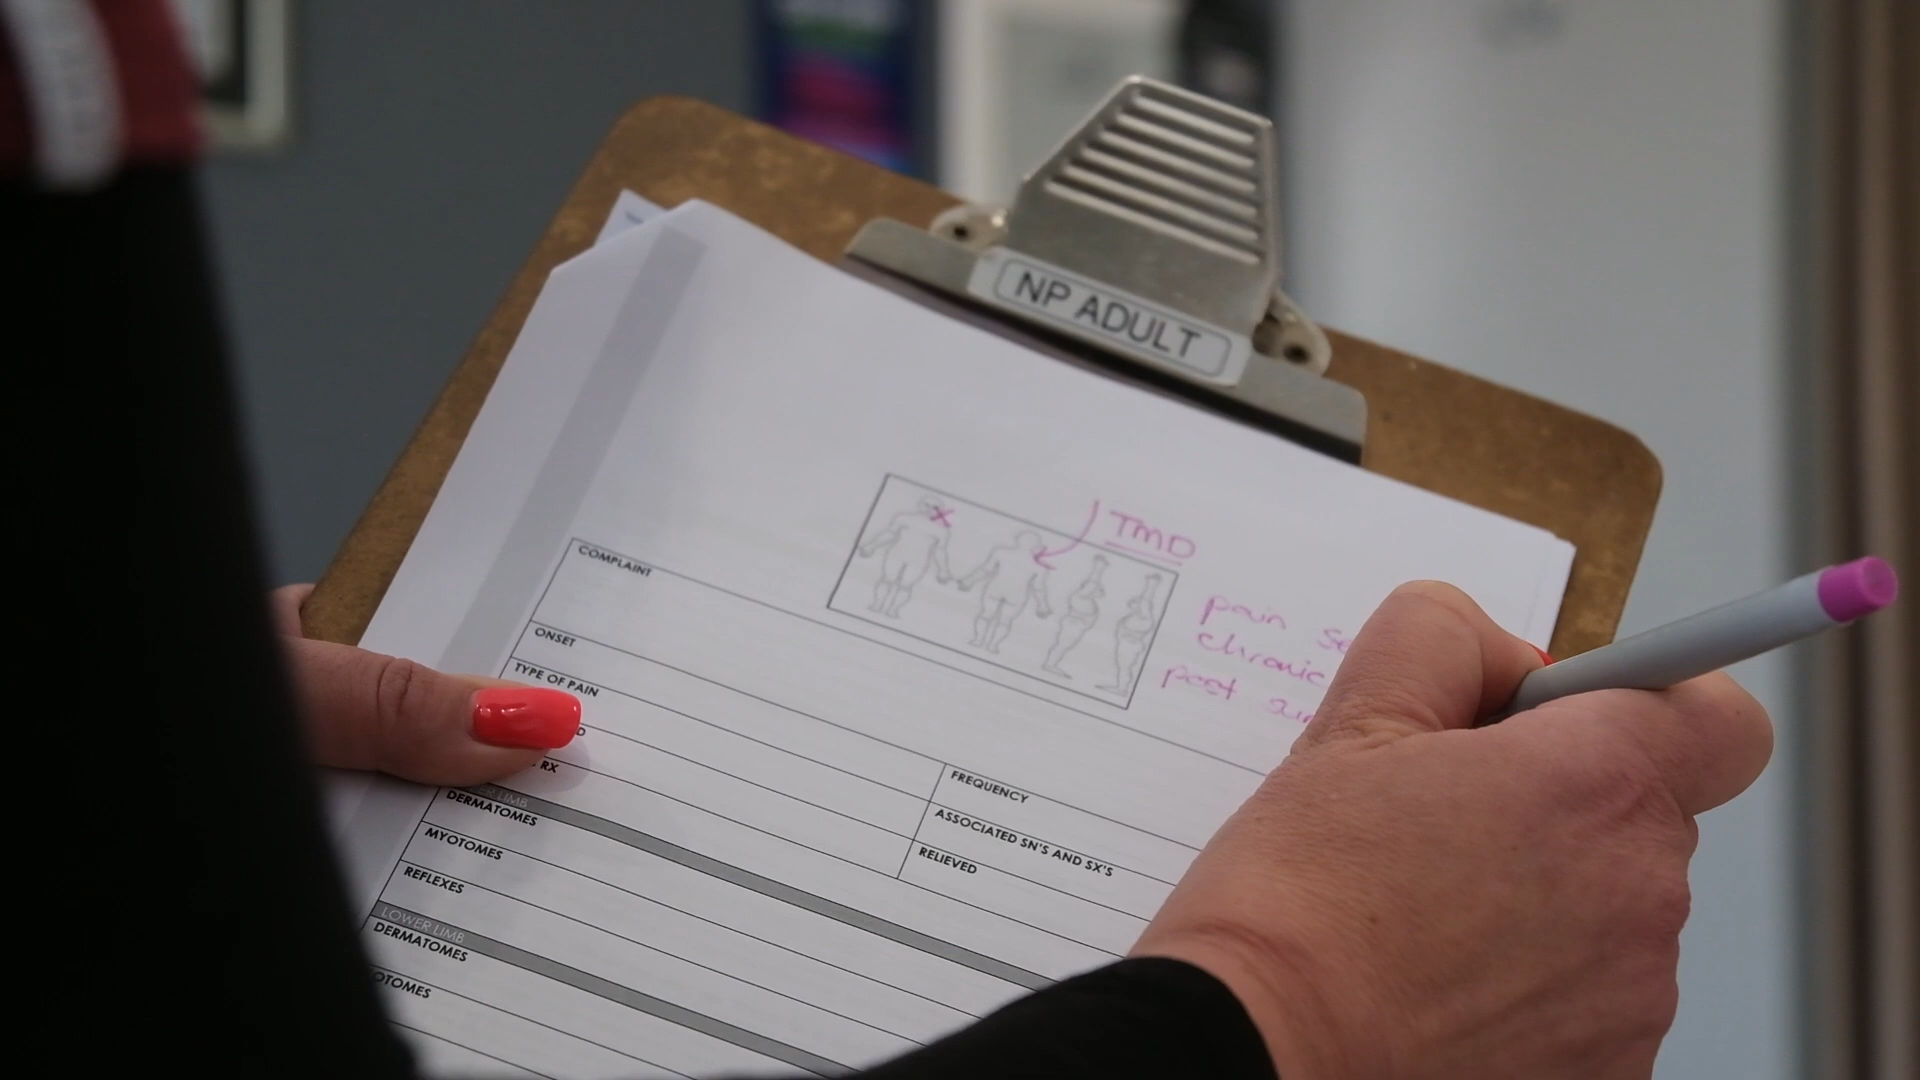 NP ADULT
TMD
pain
chronic
post
COMPLAINT
ONSET
TYPE OF PAIN
RX
FREQUENCY
ASSOCIATED SN'S AND SX'S
RELIEVED
LIMB
DERMATOMES
MYOTOMES
REFLEXES
LOWER LIMB
DERMATOMES